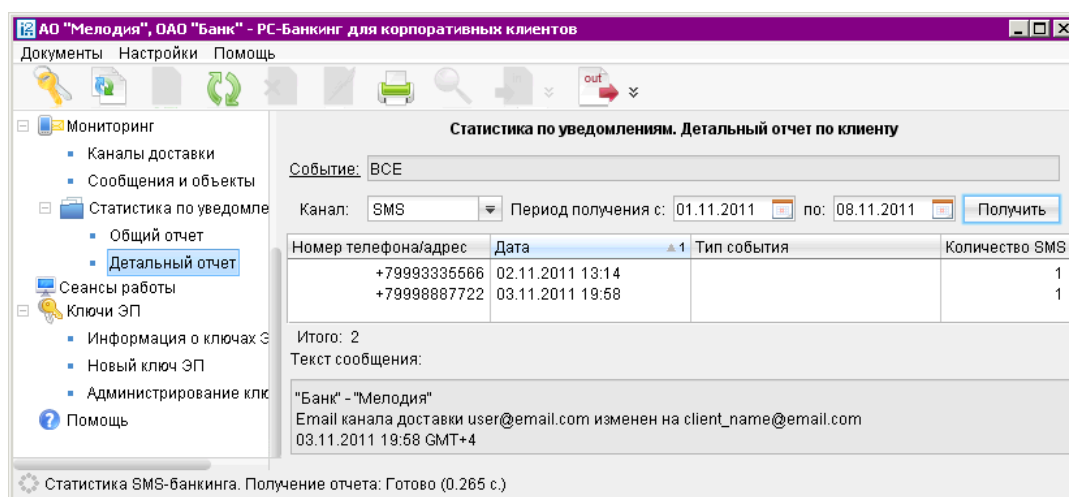 АО "Мелодия", ОАО "Банк" - РС-Банкинг для корпоративных клиентов
Документы Настройки Помощь
out
Мониторинг
Каналы доставки
Сообщения и объекты
Статистика по уведомле
Общий отчет
Детальный отчет
Сеансы работы
Ключи ЭП
Информация о ключах Э
Новый ключ ЭП
Администрирование клю
Помощь
Статистика по уведомлениям. Детальный отчет по клиенту
Событие: ВСЕ
Канал: SMS Период получения с: 01.11.2011 по: 08.11.2011 Получить
Номер телефона/адрес Дата 1 Тип события Количество SMS
+79993335566 02.11.2011 13:14 1
+79998887722 03.11.2011 19:58 1
Итого: 2
Текст сообщения:
"Банк" - "Мелодия"
Email канала доставки user@email.com изменен на client_name@email.com
03.11.2011 19:58 GMT+4
Статистика SMS-банкинга. Получение отчета: Готово (0.265 с.)